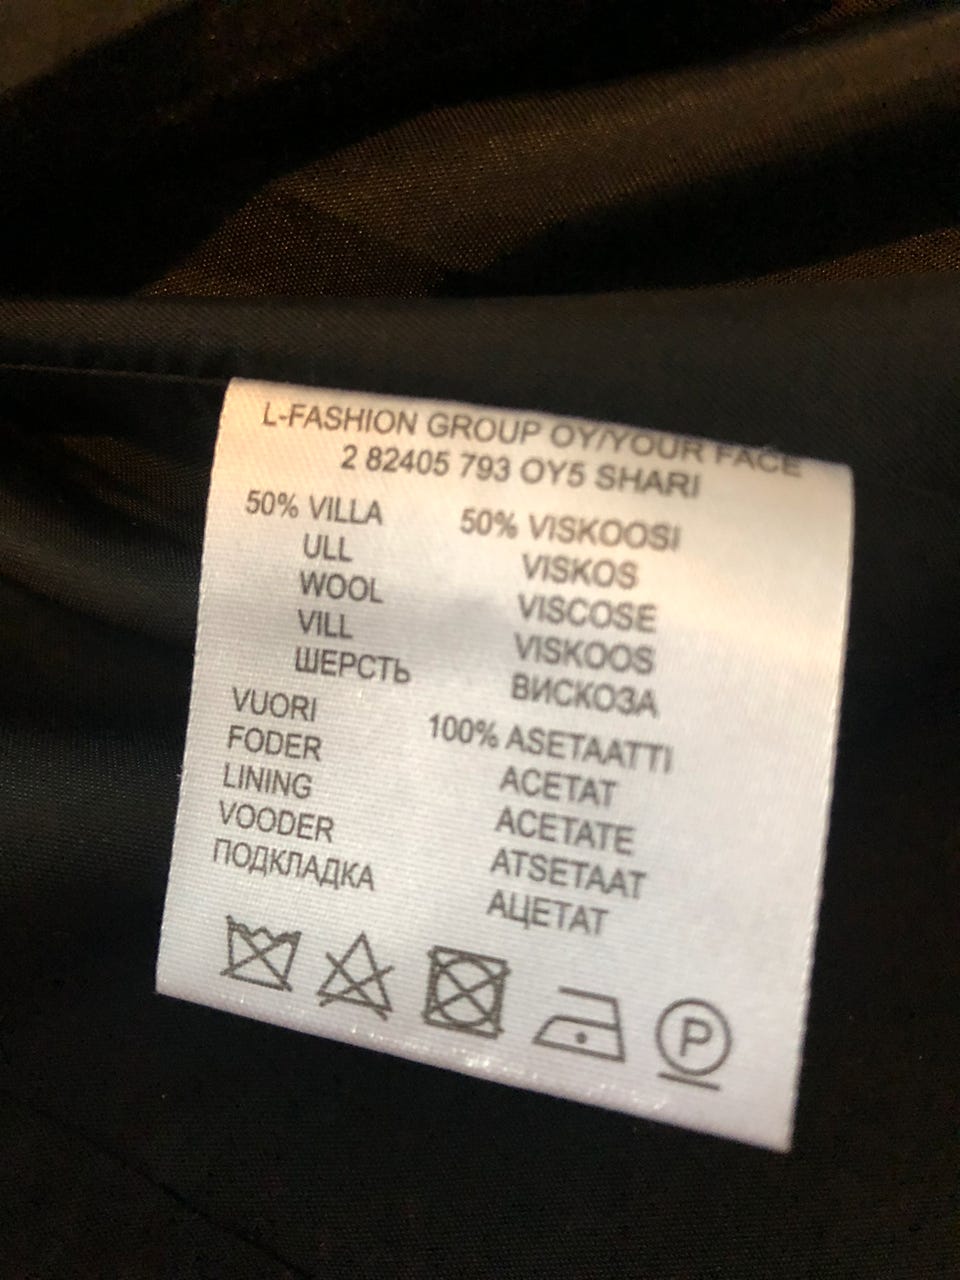 L-FASHION GROUP OY/YOUR FACE
2 82405 793 OY5 SHARI
50% VILLA 50% VISKOOSI
ULL VISKOS
WOOL VISCOSE
VILL VISKOOS
ШЕРСТЬ ВИСКОЗА
VUORI 100% ASETAATTI
FODER ACETAT
LINING ACETATE
VOODER ATSETAAT
ПОДКЛАДКА АЦЕТАТ
P